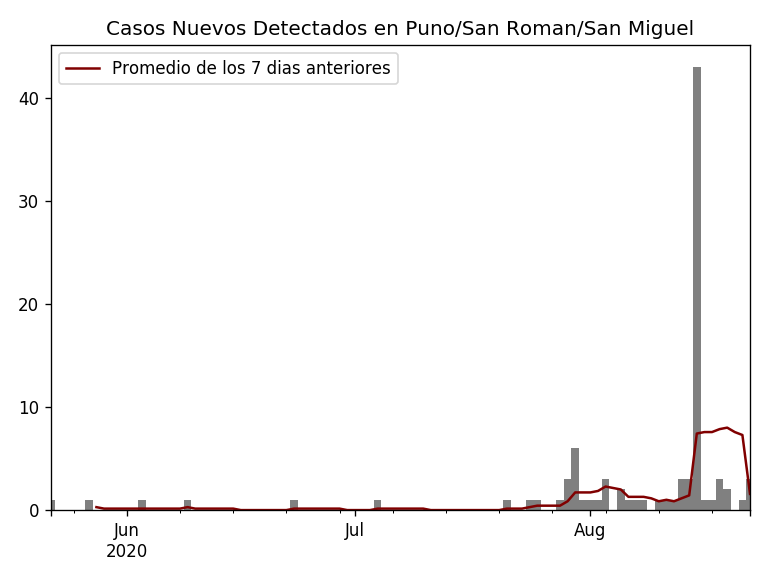 Casos Nuevos Detectados en Puno/San Roman/San Miguel
Promedio de los 7 dias anteriores
40
30
20
10
0
Jun
2020
Jul
Aug